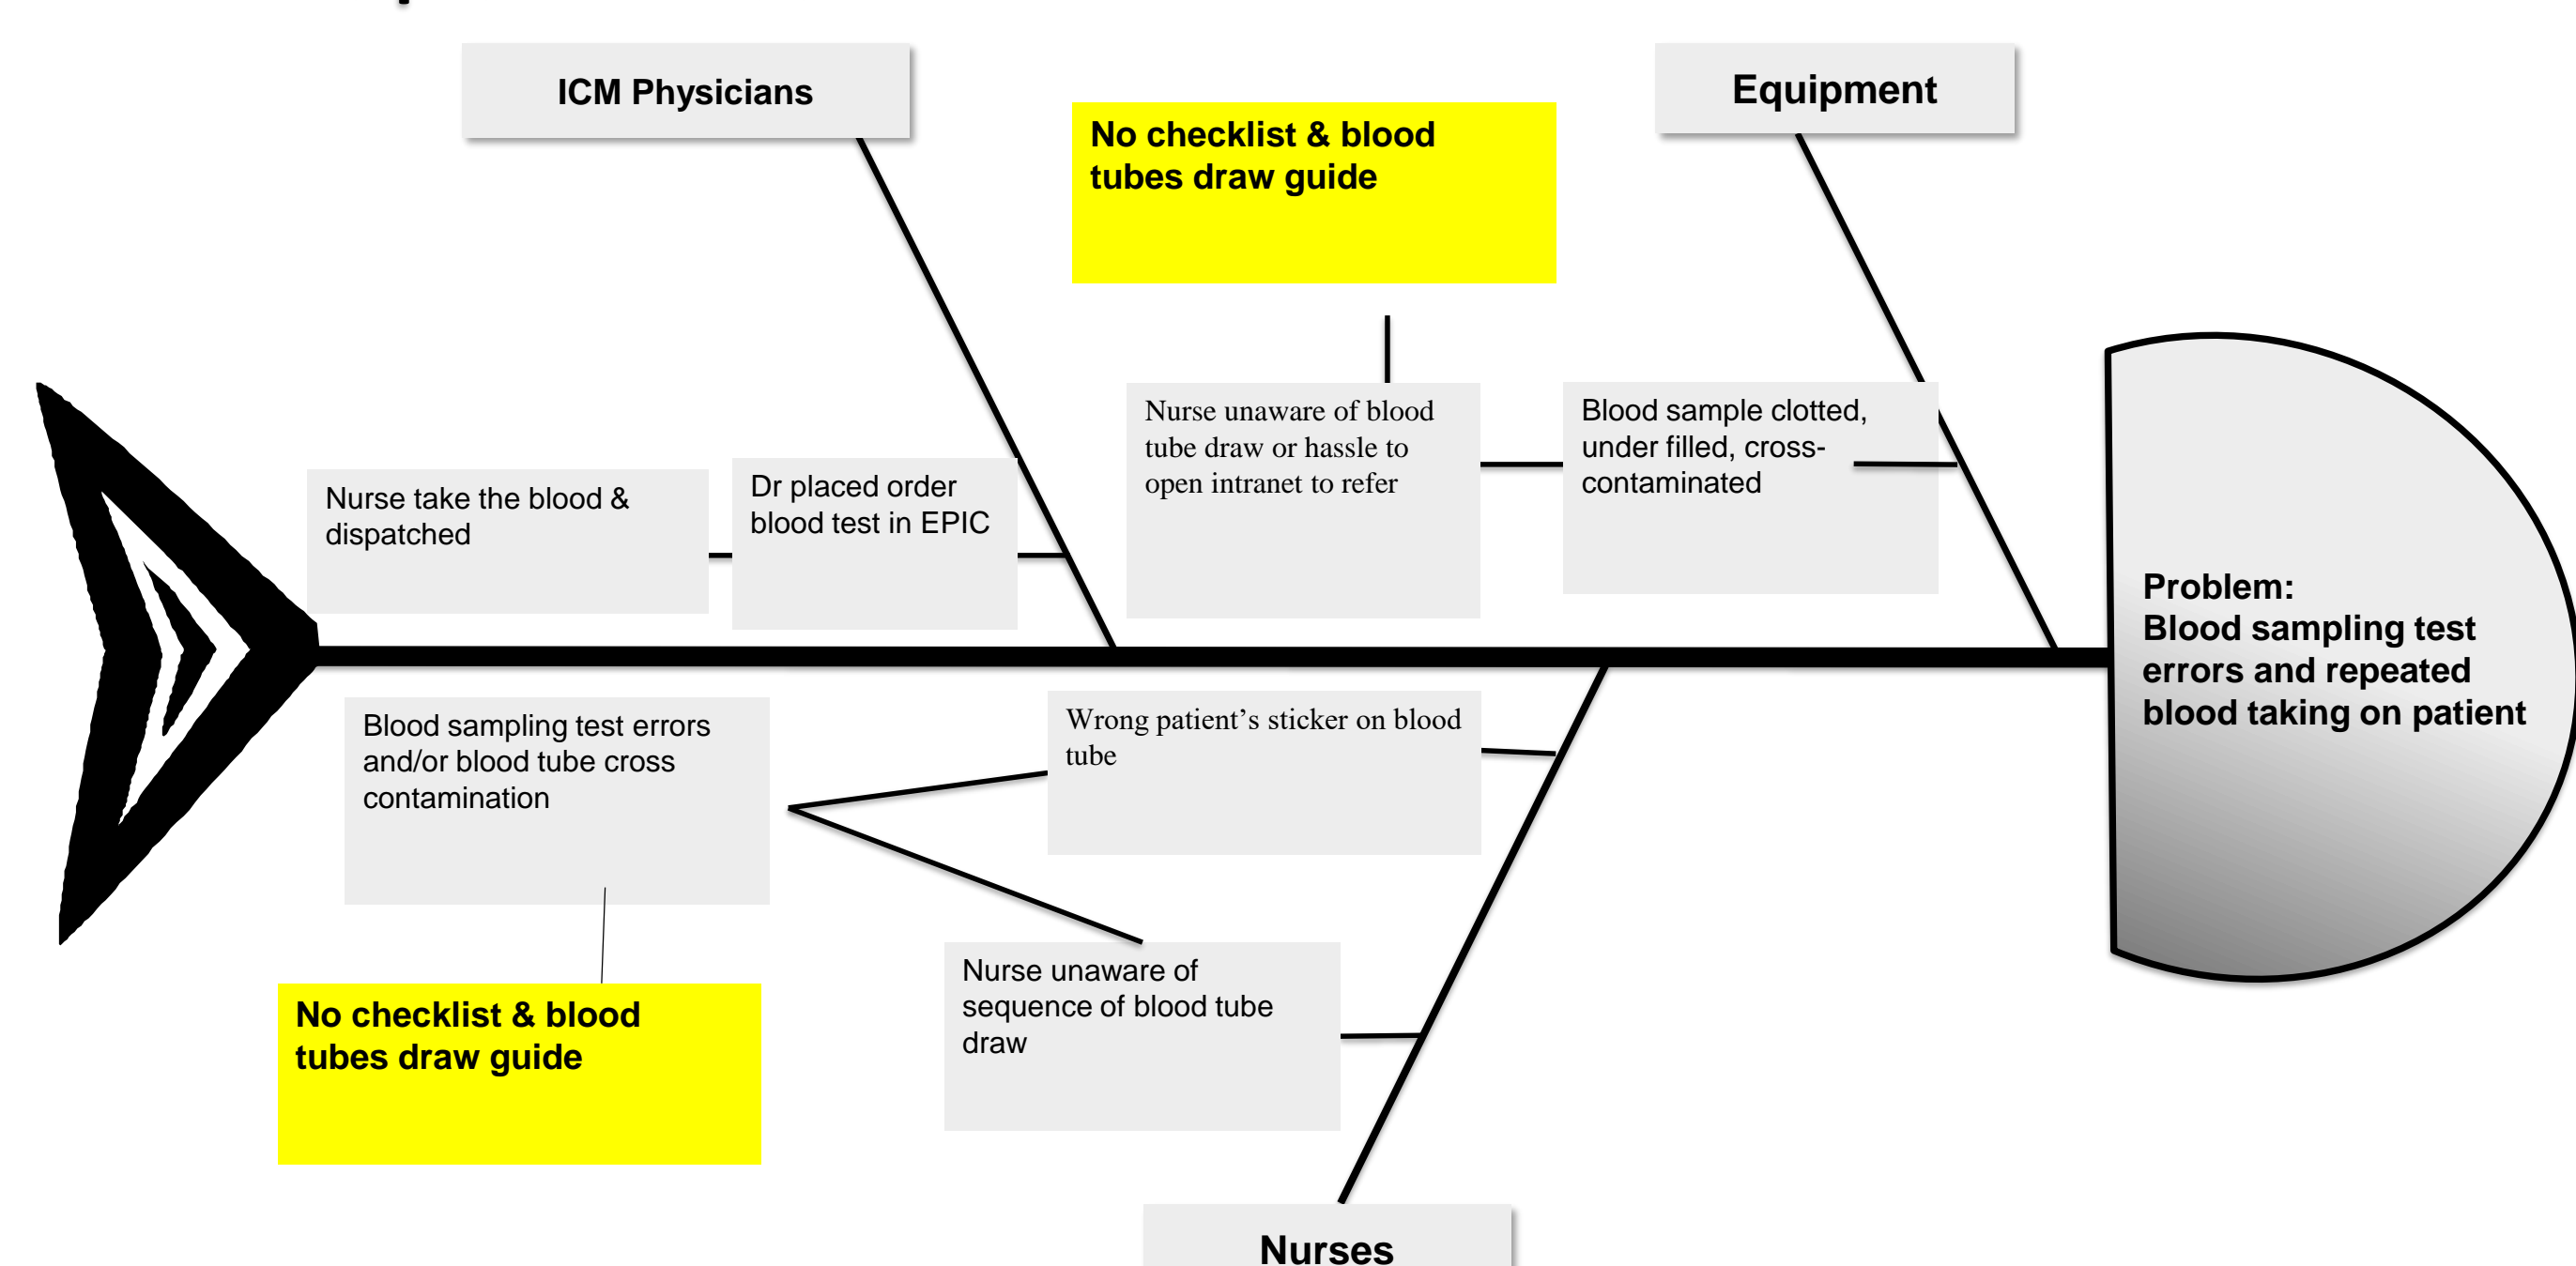 ICM Physicians
Equipment
No checklist & blood
tubes draw guide
Nurse take the blood &
dispatched
Dr placed order
blood test in EPIC
Nurse unaware of blood
tube draw or hassle to
open intranet to refer
Blood sample clotted,
under filled, cross-
contaminated
Problem:
Blood sampling test
errors and repeated
blood taking on patient
Blood sampling test errors
and/or blood tube cross
contamination
Wrong patient’s sticker on blood
tube
Nurse unaware of
sequence of blood tube
draw
No checklist & blood
tubes draw guide
Nurses